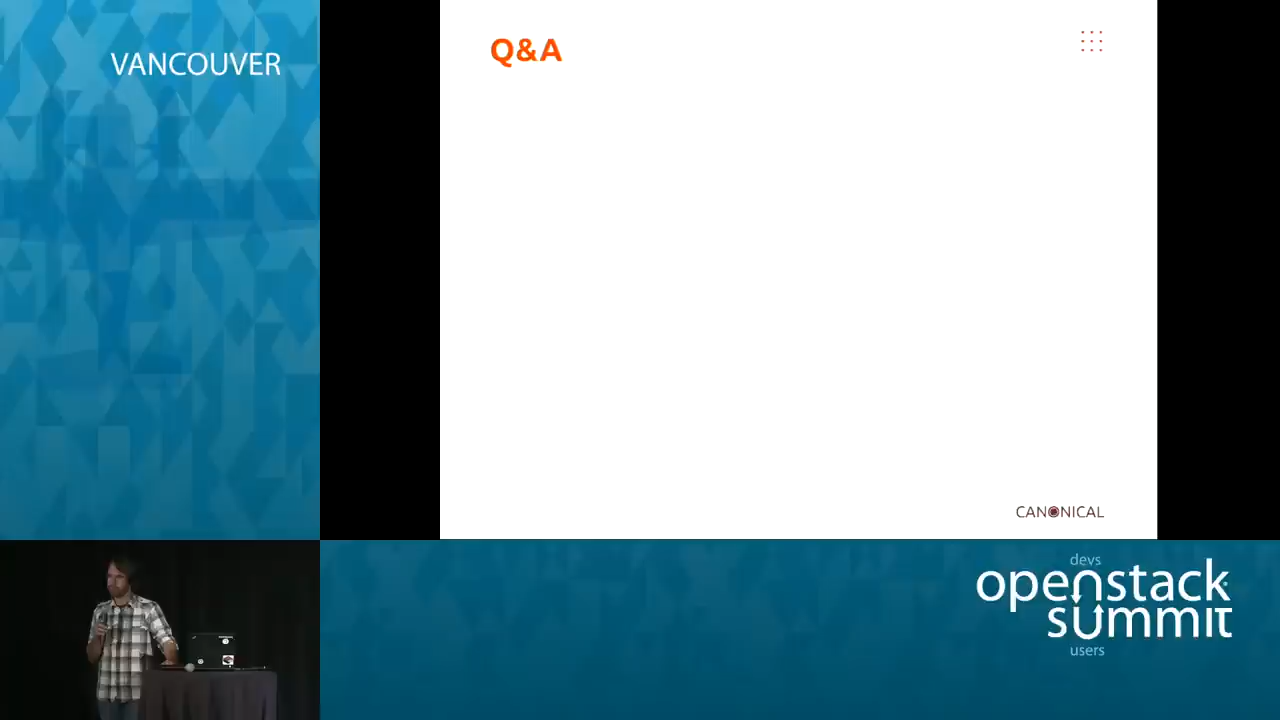 VANCOUVER
Q&A
CANONICAL
devs
openstack
summit
users